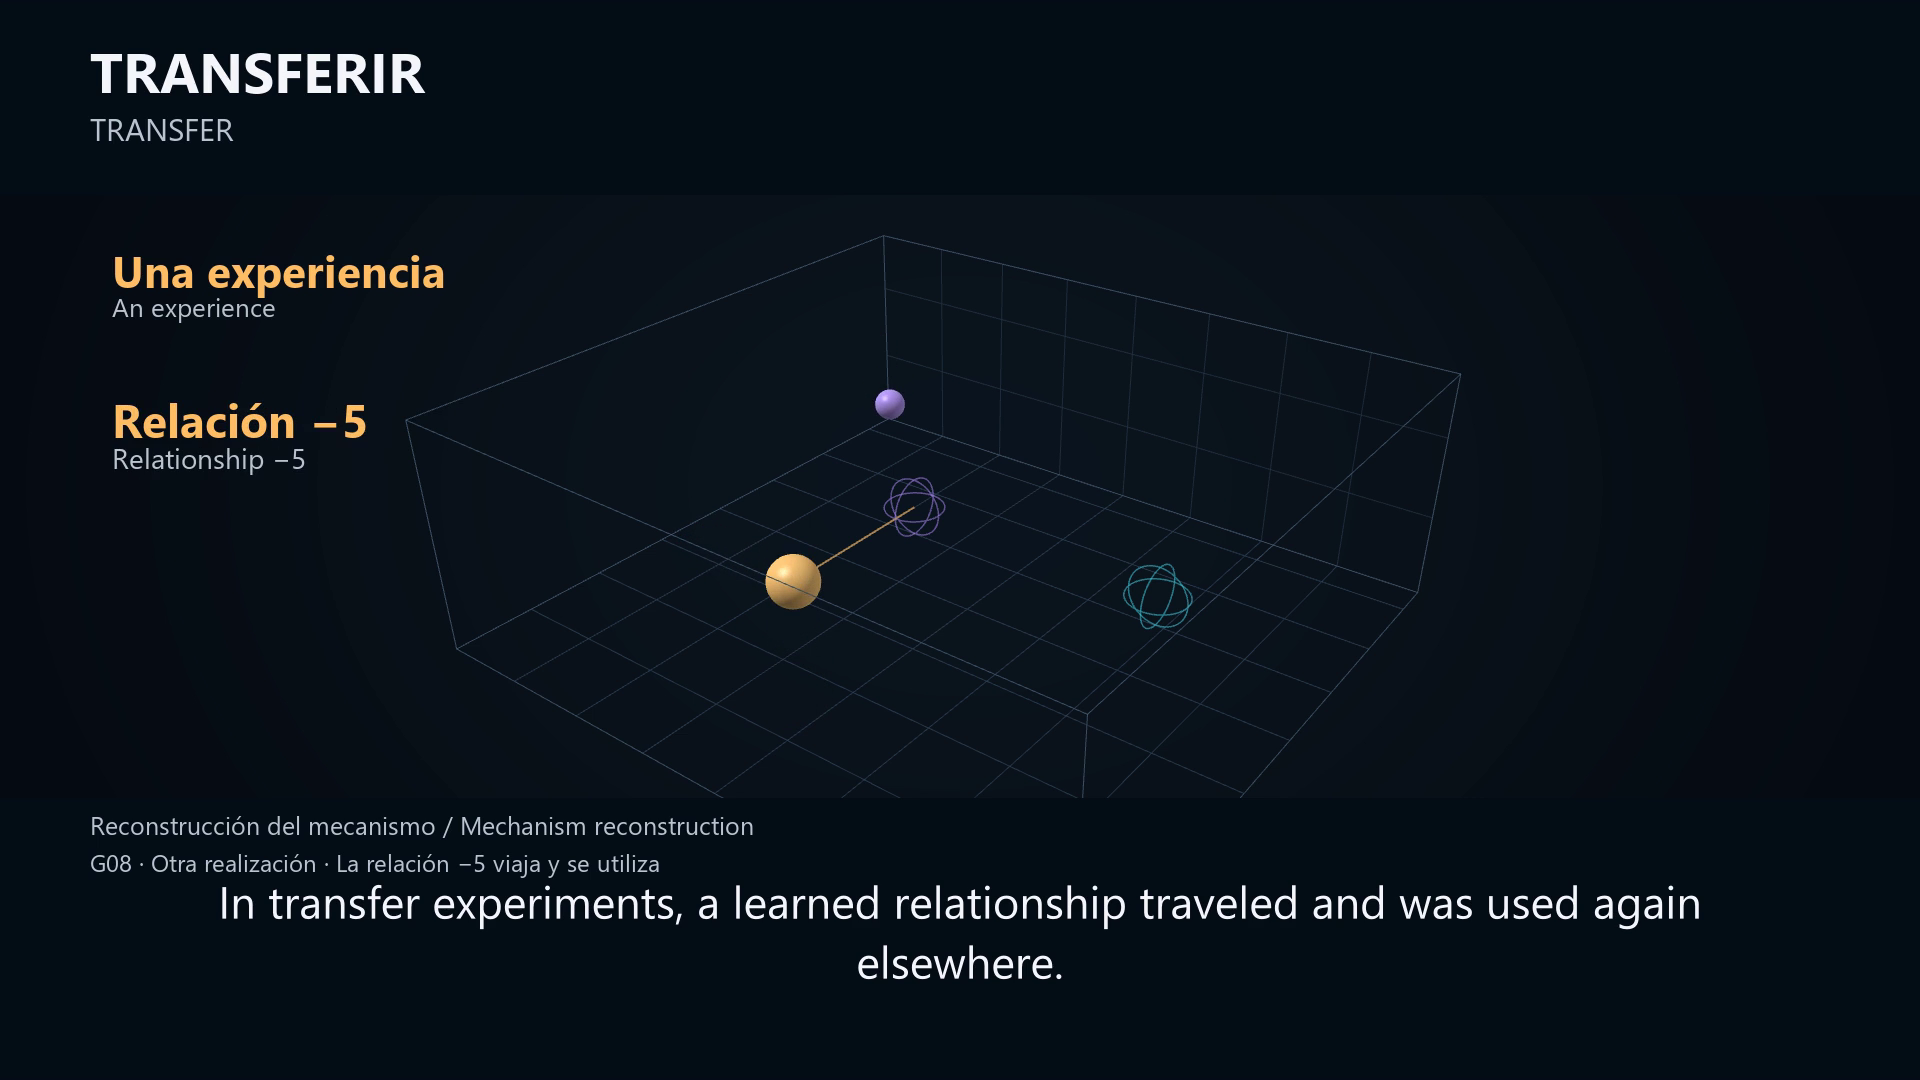 TRANSFERIR
TRANSFER
Una experiencia
An experience
Relación −5
Relationship −5
Reconstrucción del mecanismo / Mechanism reconstruction
G08 · Otra realización · La relación −5 viaja y se utiliza
In transfer experiments, a learned relationship traveled and was used again
elsewhere.